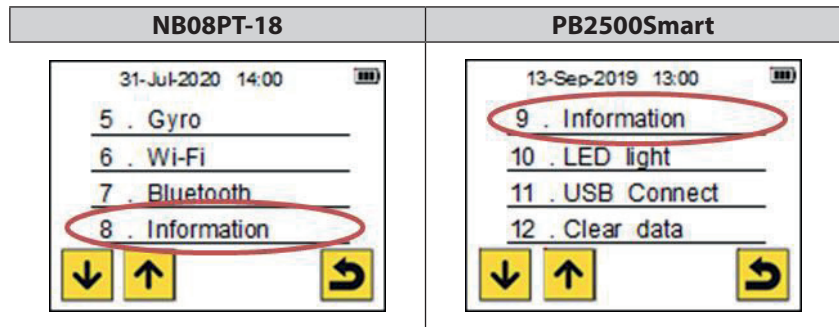 NB08PT-18
PB2500Smart
31-Jul-2020 14:00
5 . Gyro
6 . Wi-Fi
7 . Bluetooth
8 . Information
13-Sep-2019 13:00
9 . Information
10 . LED light
11 . USB Connect
12 . Clear data